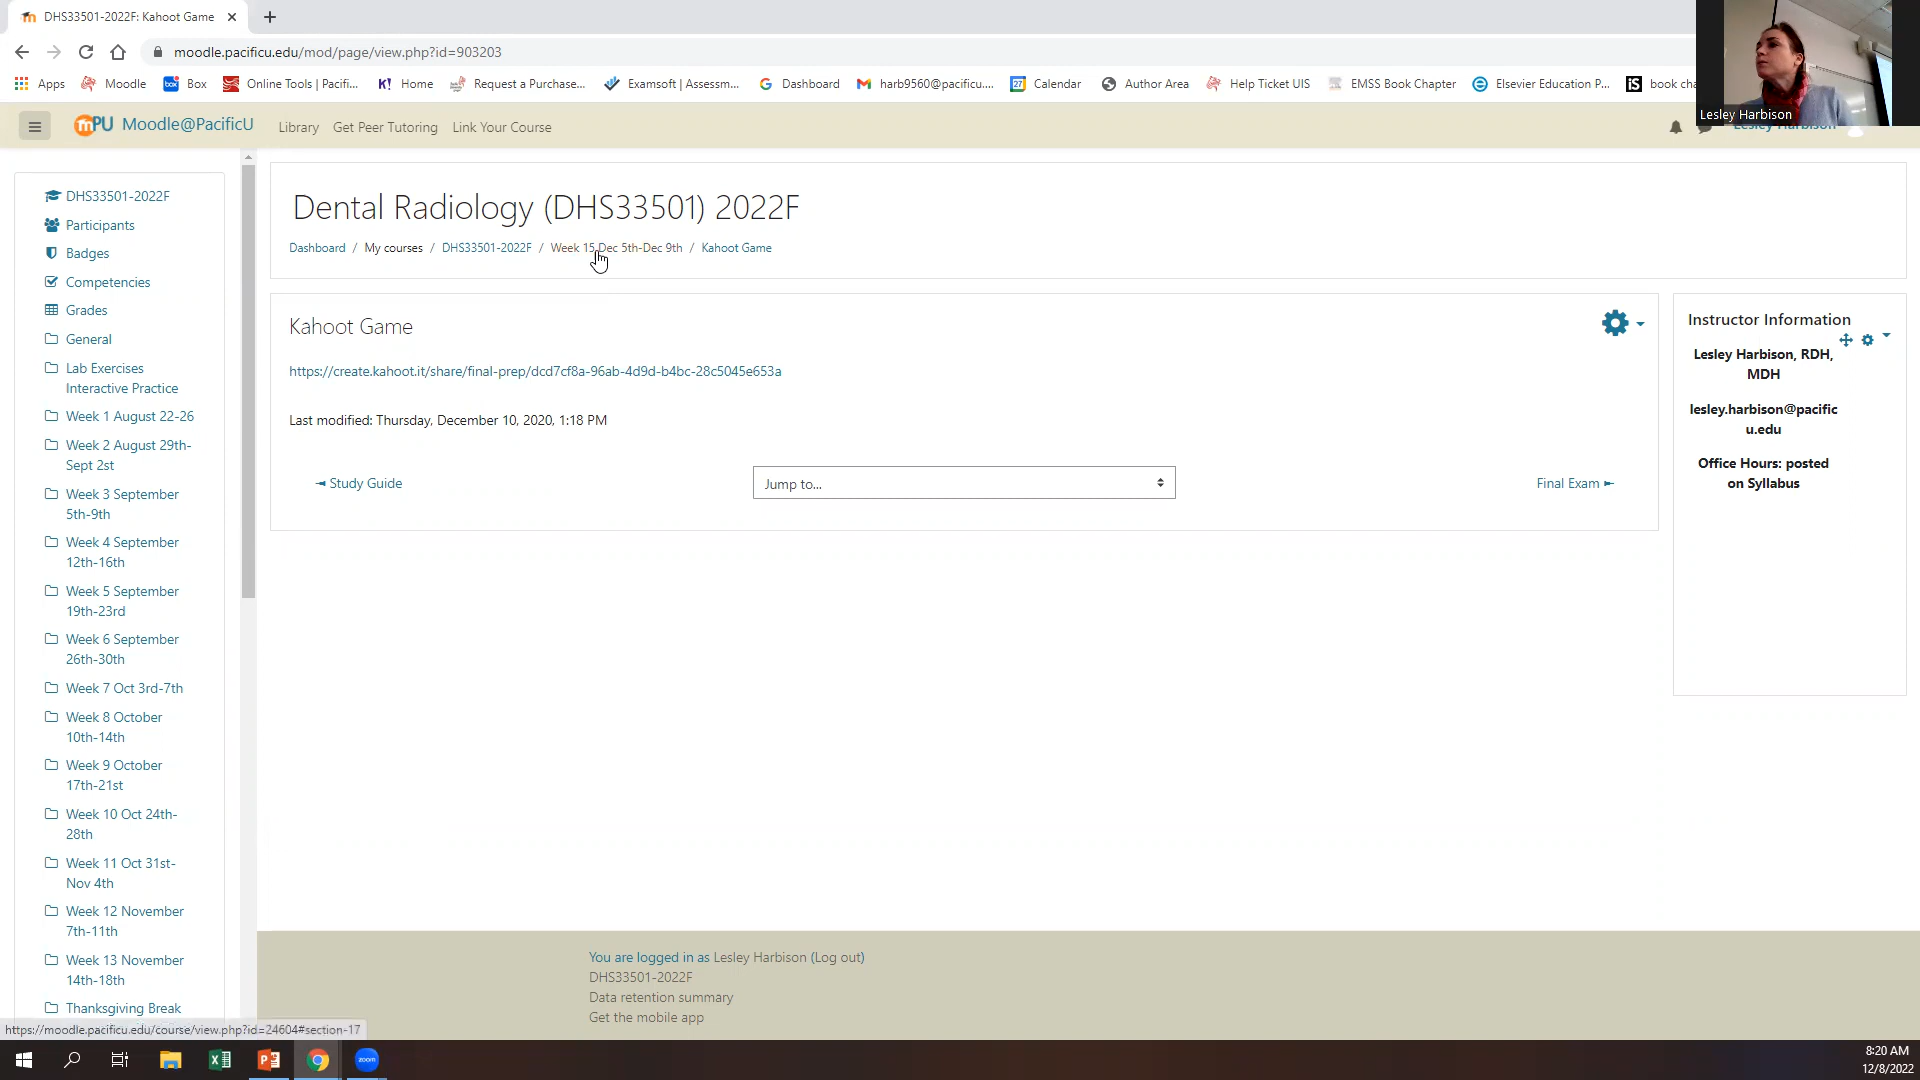 DHS33501-2022F: Kahoot Game
moodle.pacificu.edu/mod/page/view.php?id=903203
Apps Moodle Box Online Tools | Pacifi... Home Request a Purchase... Examsoft | Assessm... Dashboard harb9560@pacificu.... Calendar Author Area Help Ticket UIS EMSS Book Chapter Elsevier Education P... book cha
Lesley Harbison
mPU Moodle@PacificU Library Get Peer Tutoring Link Your Course Lesley Harbison
DHS33501-2022F
Participants
Badges
Competencies
Grades
General
Lab Exercises
Interactive Practice
Week 1 August 22-26
Week 2 August 29th-
Sept 2st
Week 3 September
5th-9th
Week 4 September
12th-16th
Week 5 September
19th-23rd
Week 6 September
26th-30th
Week 7 Oct 3rd-7th
Week 8 October
10th-14th
Week 9 October
17th-21st
Week 10 Oct 24th-
28th
Week 11 Oct 31st-
Nov 4th
Week 12 November
7th-11th
Week 13 November
14th-18th
Thanksgiving Break
Dental Radiology (DHS33501) 2022F
Dashboard / My courses / DHS33501-2022F / Week 15 Dec 5th-Dec 9th / Kahoot Game
Kahoot Game
https://create.kahoot.it/share/final-prep/dcd7cf8a-96ab-4d9d-b4bc-28c5045e653a
Last modified: Thursday, December 10, 2020, 1:18 PM
◄ Study Guide Jump to... Final Exam ►
Instructor Information
Lesley Harbison, RDH,
MDH
lesley.harbison@pacific
u.edu
Office Hours: posted
on Syllabus
You are logged in as Lesley Harbison (Log out)
DHS33501-2022F
Data retention summary
Get the mobile app
https://moodle.pacificu.edu/course/view.php?id=24604#section-17
zoom
8:20 AM
12/8/2022